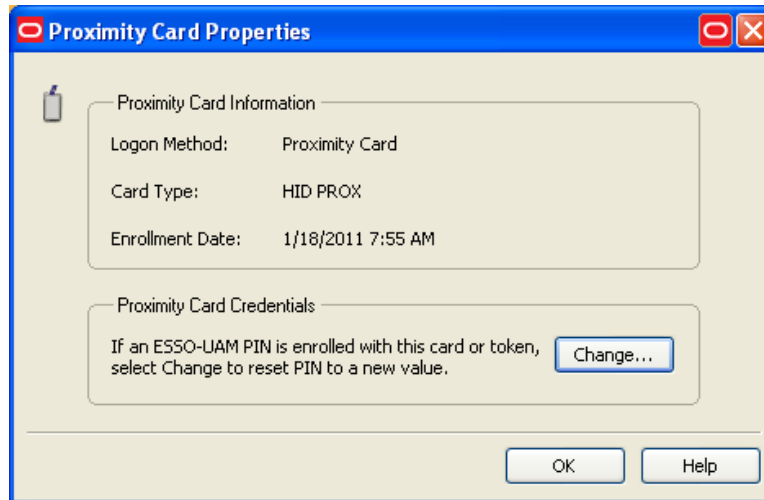 Proximity Card Properties
Proximity Card Information
Logon Method: Proximity Card
Card Type: HID PROX
Enrollment Date: 1/18/2011 7:55 AM
Proximity Card Credentials
If an ESSO-UAM PIN is enrolled with this card or token,
select Change to reset PIN to a new value.
Change...
OK Help